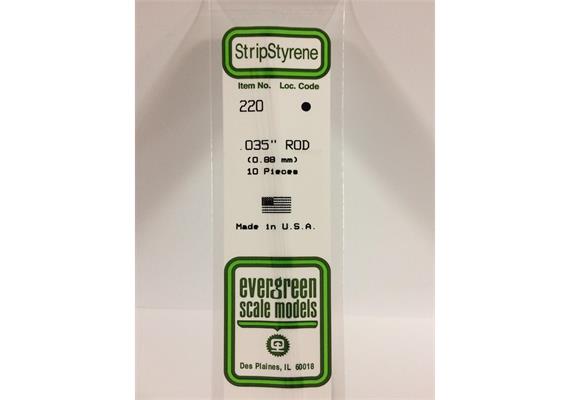 StripStyrene
Item No. Loc. Code
220
.035" ROD
(0.88 mm)
10 Pieces
Made in U.S.A.
evergreen
scale models
Des Plaines, IL 60018